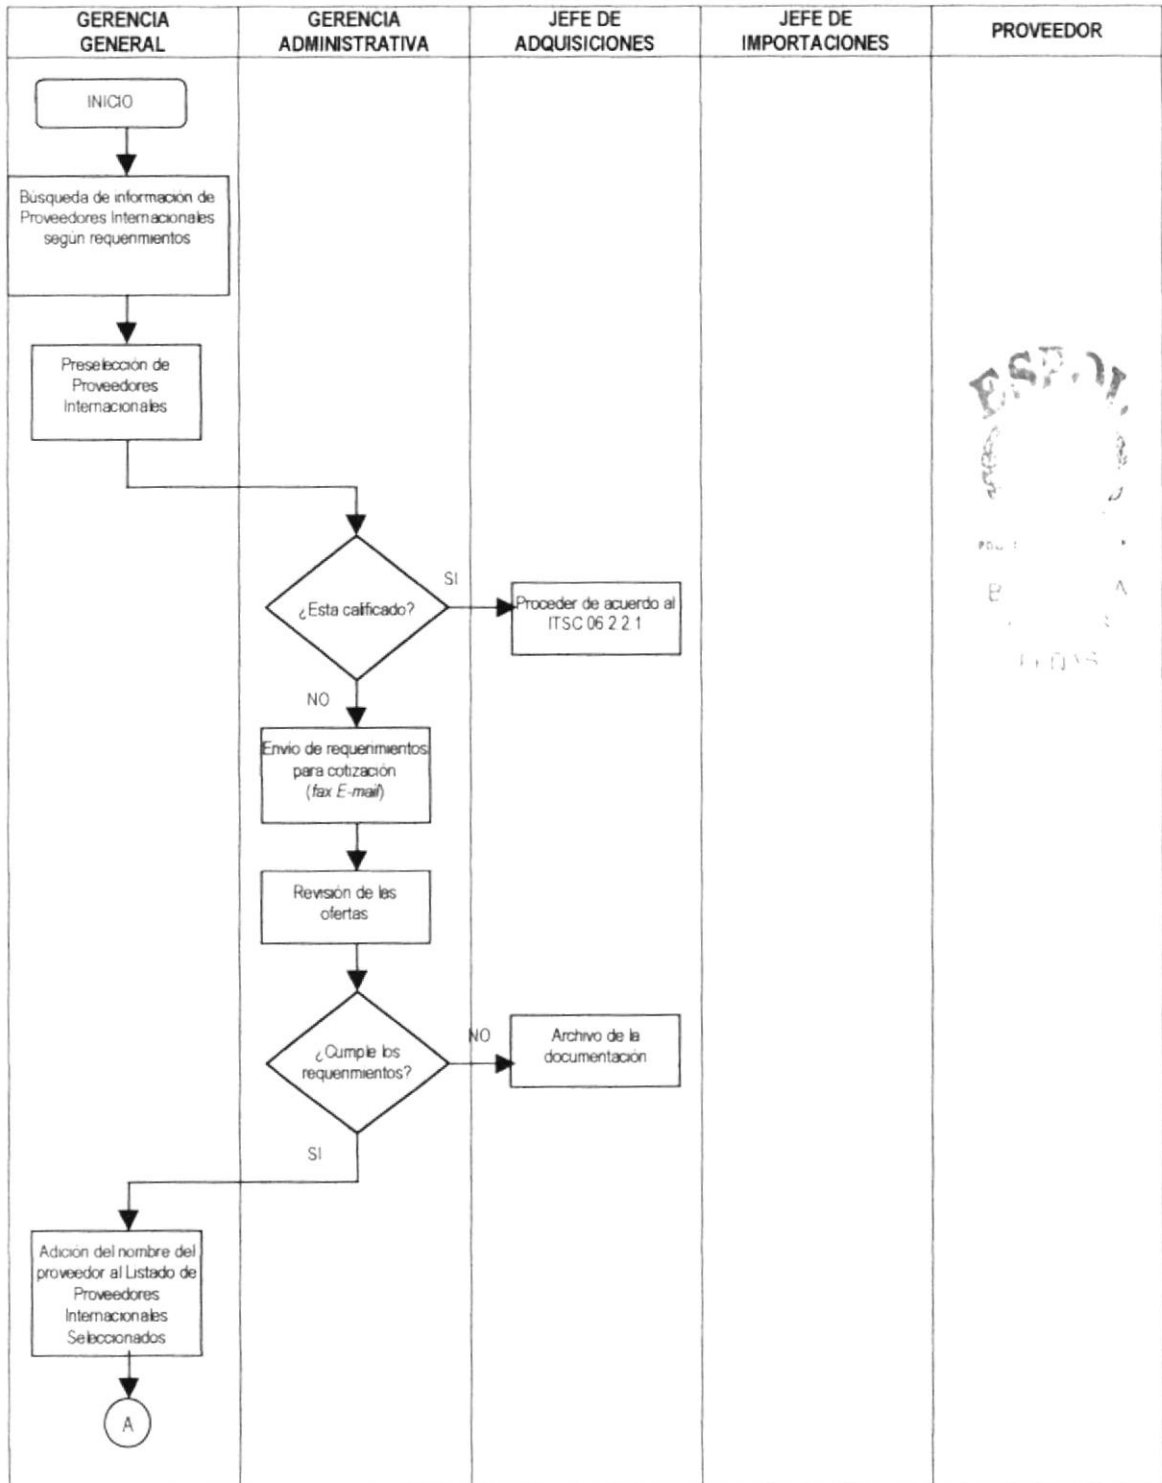 GERENCIA
GENERAL
GERENCIA
ADMINISTRATIVA
JEFE DE
ADQUISICIONES
JEFE DE
IMPORTACIONES
PROVEEDOR
INICIO
Búsqueda de información de
Proveedores Internacionales
según requerimientos
Preselección de
Proveedores
Internacionales
¿Esta calificado?
SI
Proceder de acuerdo al
ITSC 06 2 2 1
NO
Envío de requerimientos
para cotización
(fax E-mail)
Revisión de las
ofertas
¿Cumple los
requerimientos?
NO
Archivo de la
documentación
SI
Adición del nombre del
proveedor al Listado de
Proveedores
Internacionales
Seleccionados
A
ESPOL